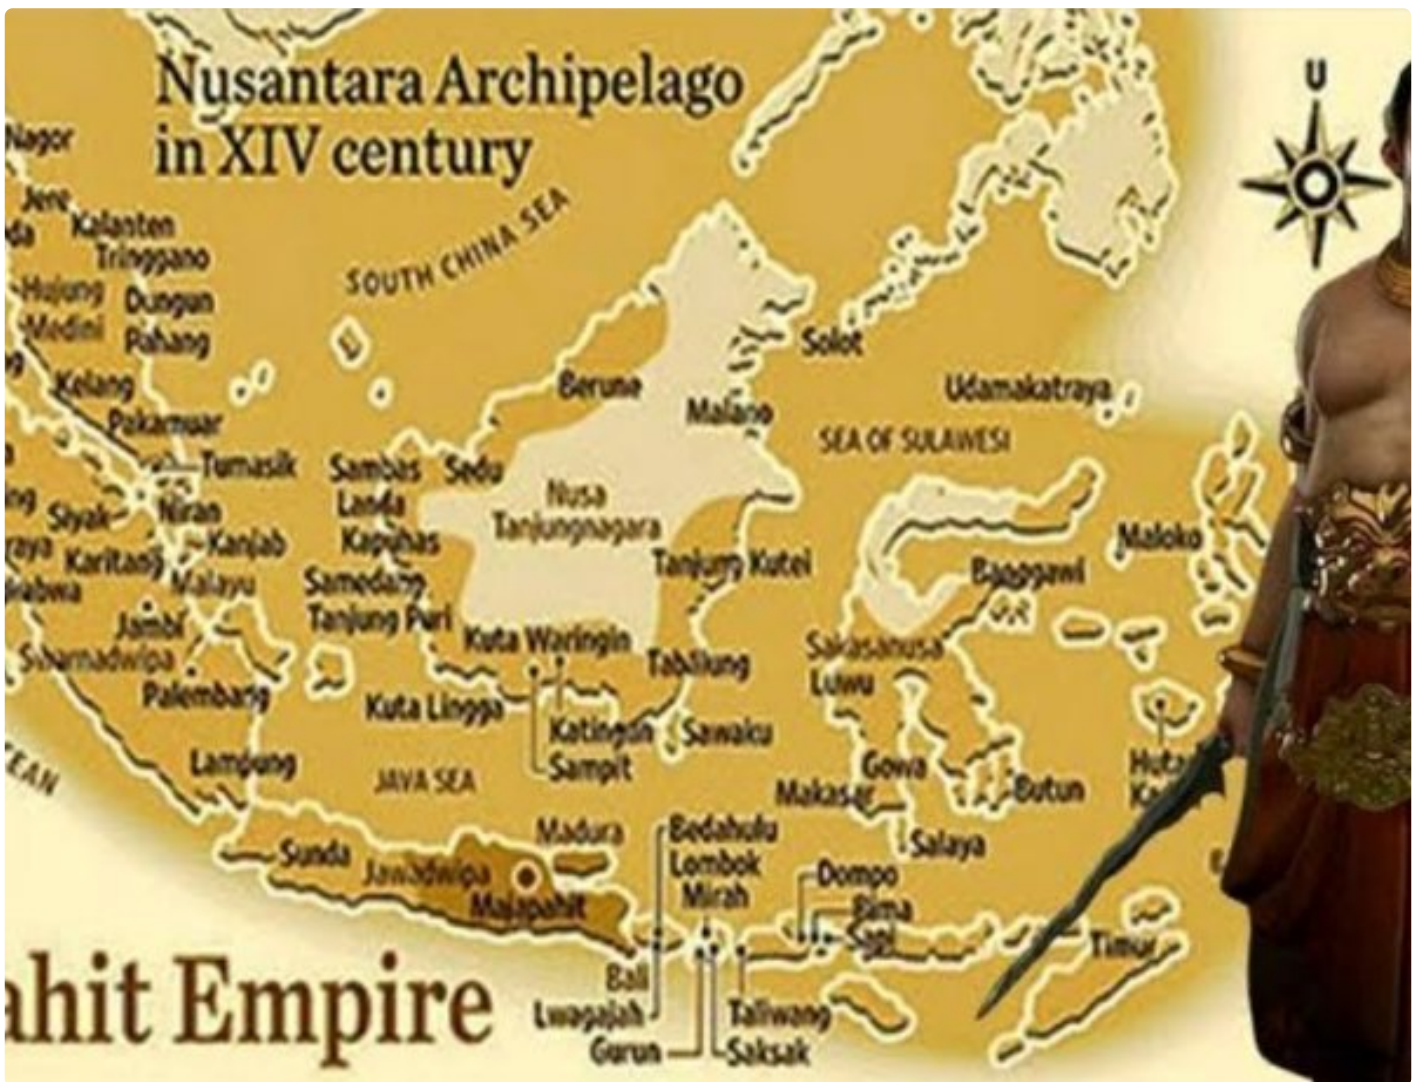 Nusantara Archipelago
in XIV century
U
Nagor
Jere
Kalanten
Tringgano
Hujung
Medini
Dungun
Pahang
Kelang
Pakamuar
Tumasik
Siyak
Niran
Kanjab
Karitang
Malayu
Jambi
Swarnadwipa
Palembang
Lampung
SOUTH CHINA SEA
Berune
Malano
Solot
Udamakatraya
SEA OF SULAWESI
Sambas
Sedu
Landa
Kapuhas
Samedang
Tanjung Puri
Nusa
Tanjungnagara
Tanjung Kutei
Kuta Waringin
Tabalung
Kuta Lingga
Katingan
Sampit
Sawaku
Maloko
Banggawi
Sakasanusa
Luwu
Gowa
Makasar
Butun
Salaya
Hutan
JAVA SEA
Sunda
Jawadwipa
Majapahit
Madura
Bedahulu
Lombok
Mirah
Dompo
Bima
Timur
Bali
Lwagajah
Gurun
Taliwang
Saksak
EAN
ahit Empire